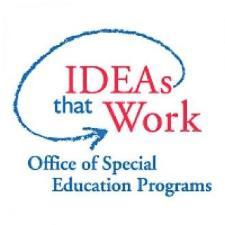 IDEAs
that Work
Office of Special
Education Programs